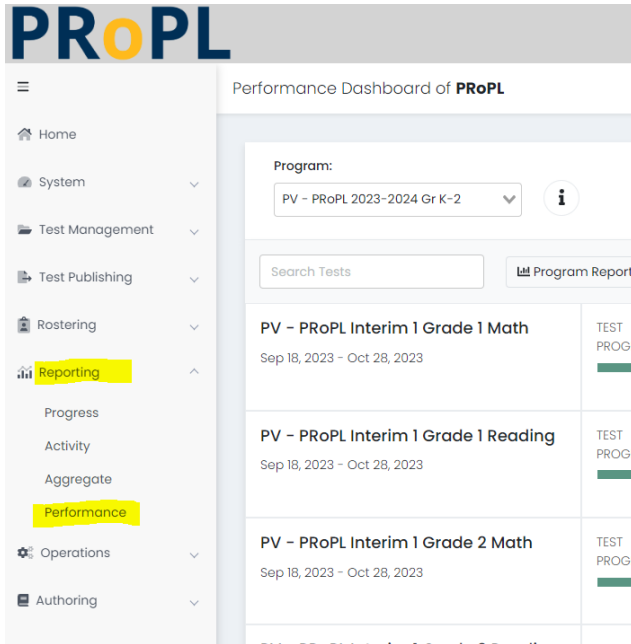 PRoPL
Performance Dashboard of PRoPL
Home
System
Test Management
Test Publishing
Rostering
Reporting
Progress
Activity
Aggregate
Performance
Operations
Authoring
Program:
PV - PRoPL 2023-2024 Gr K-2
i
Search Tests
Program Report
PV - PRoPL Interim 1 Grade 1 Math
Sep 18, 2023 - Oct 28, 2023
TEST
PROG
PV - PRoPL Interim 1 Grade 1 Reading
Sep 18, 2023 - Oct 28, 2023
TEST
PROG
PV - PRoPL Interim 1 Grade 2 Math
Sep 18, 2023 - Oct 28, 2023
TEST
PROG